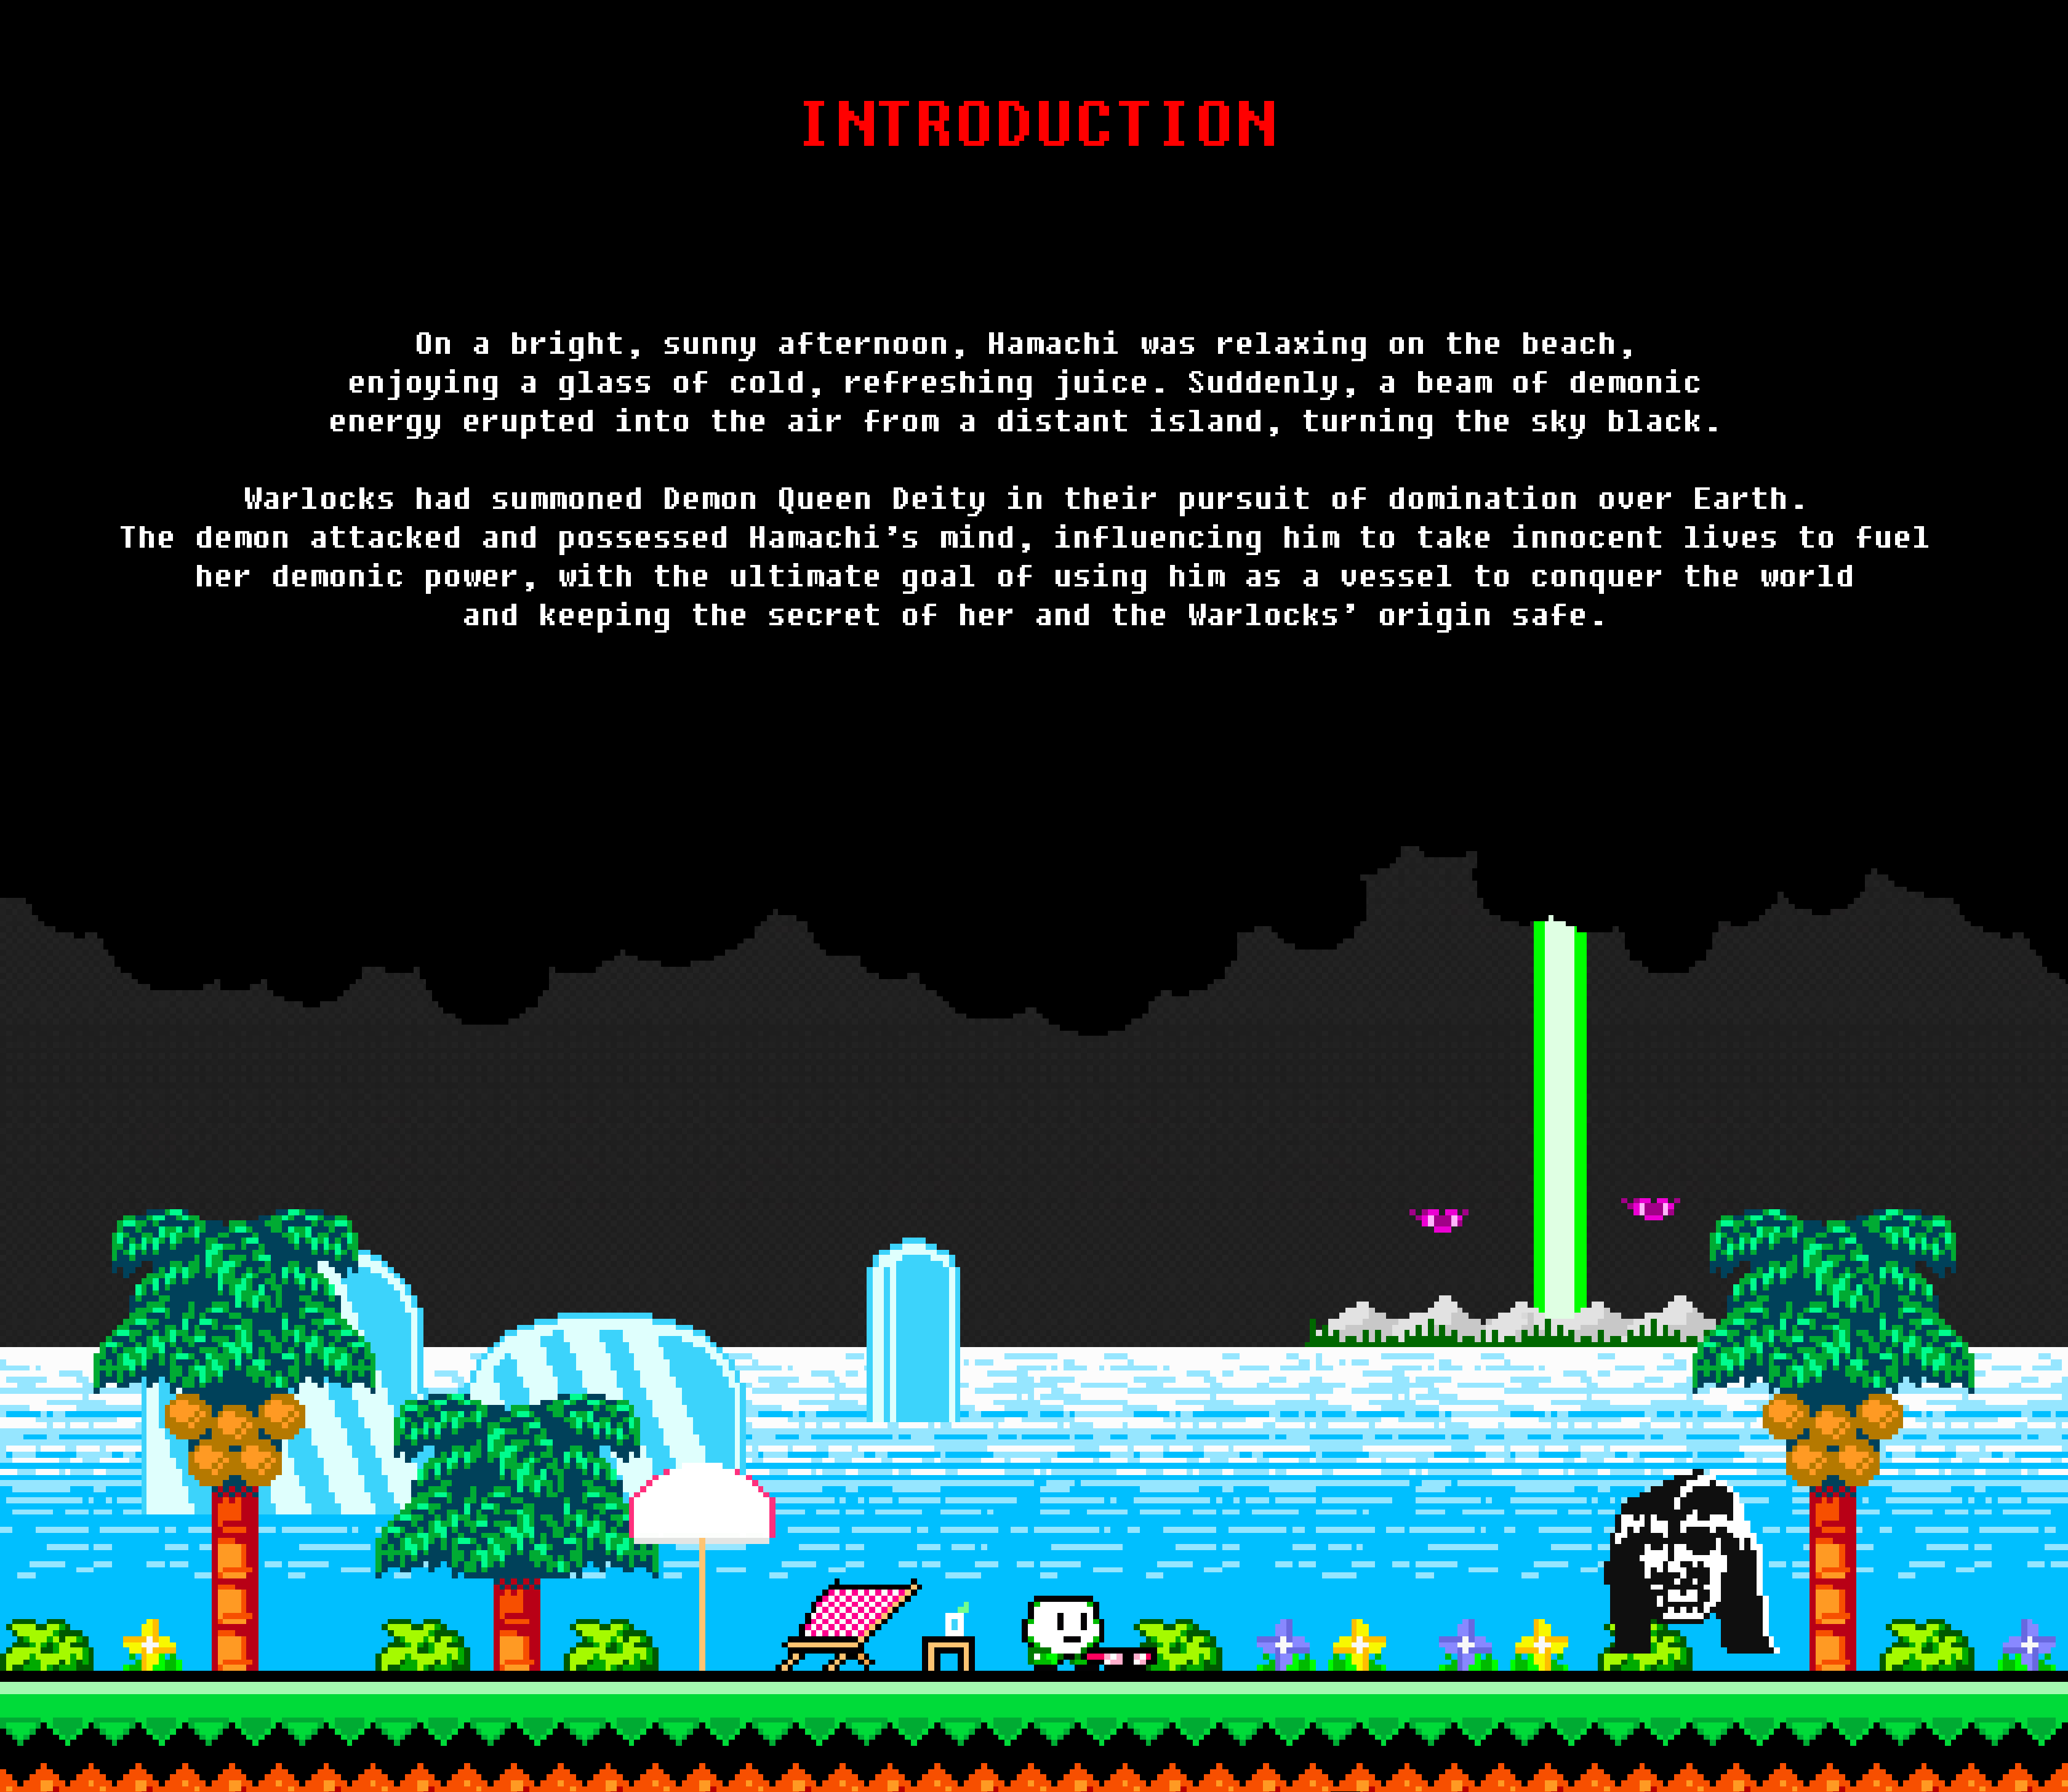 INTRODUCTION
On a bright, sunny afternoon, Hamachi was relaxing on the beach,
enjoying a glass of cold, refreshing juice. Suddenly, a beam of demonic
energy erupted into the air from a distant island, turning the sky black.
Warlocks had summoned Demon Queen Deity in their pursuit of domination over Earth.
The demon attacked and possessed Hamachi’s mind, influencing him to take innocent lives to fuel
her demonic power, with the ultimate goal of using him as a vessel to conquer the world
and keeping the secret of her and the Warlocks’ origin safe.